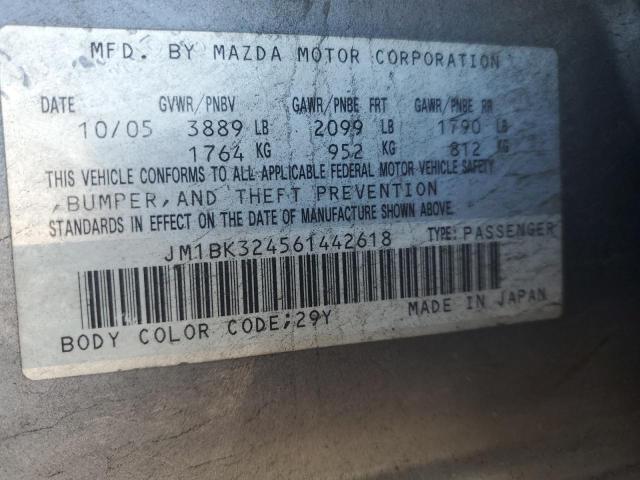 MFD. BY MAZDA MOTOR CORPORATION
DATE GVWR/PNBV GAWR/PNBE FRT GAWR/PNBE RR
10/05 3889 LB 2099 LB 1790 LB
1764 KG 952 KG 812 KG
THIS VEHICLE CONFORMS TO ALL APPLICABLE FEDERAL MOTOR VEHICLE SAFETY
,BUMPER,AND THEFT PREVENTION
STANDARDS IN EFFECT ON THE DATE OF MANUFACTURE SHOWN ABOVE.
JM1BK324561442618 TYPE: PASSENGER
BODY COLOR CODE;29Y MADE IN JAPAN